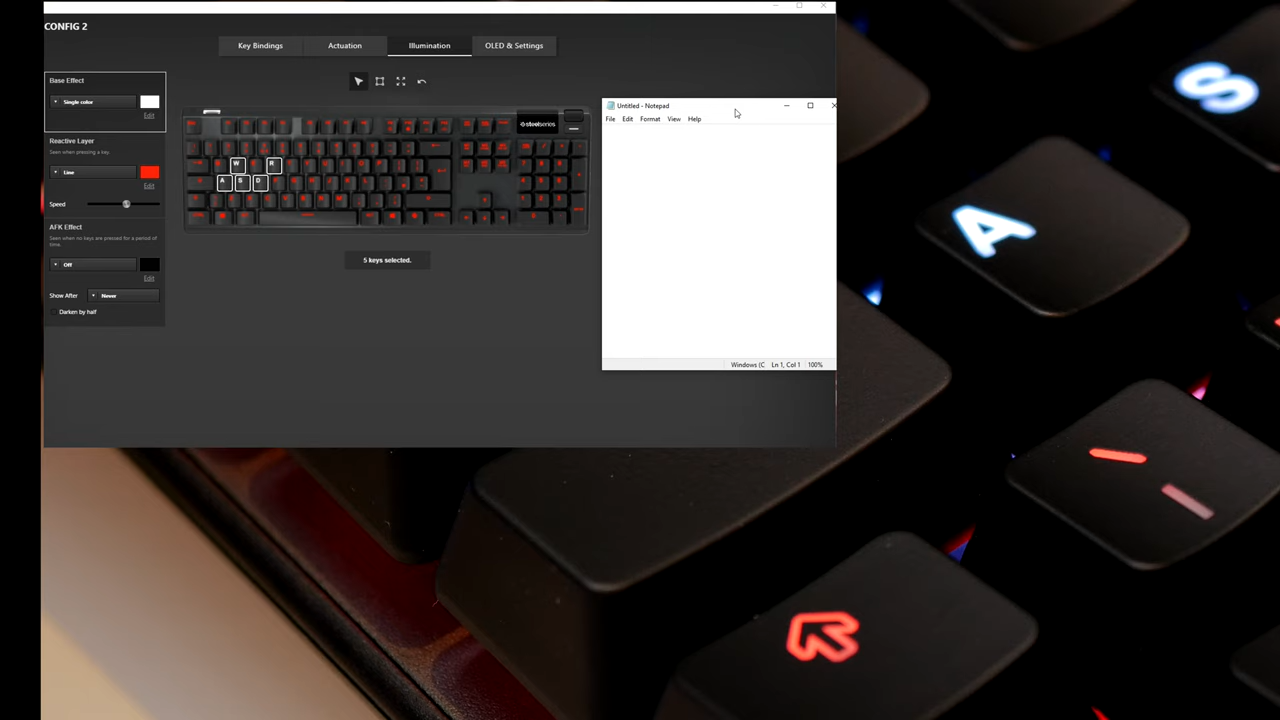 CONFIG 2
Key Bindings
Actuation
Illumination
OLED & Settings
Base Effect
Single color
Edit
Reactive Layer
Seen when pressing a key.
Line
Edit
Speed
AFK Effect
Seen when no keys are pressed for a period of
time.
Off
Edit
Show After
Never
Darken by half
steelseries
W
R
A
S
D
5 keys selected.
Untitled - Notepad
File
Edit
Format
View
Help
Windows (C
Ln 1, Col 1
100%
S
A